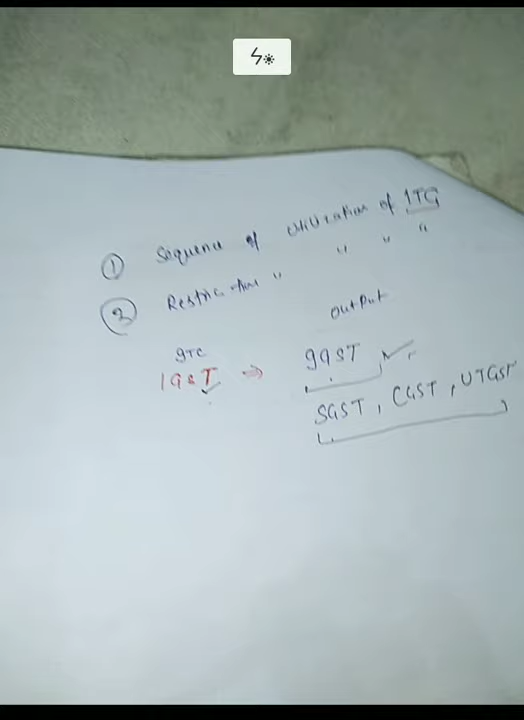 ① Sequence of Utilization of ITC
② Restriction " " " "
output
ITC
IGST ⇒ IGST
SGST, CGST, UTGST